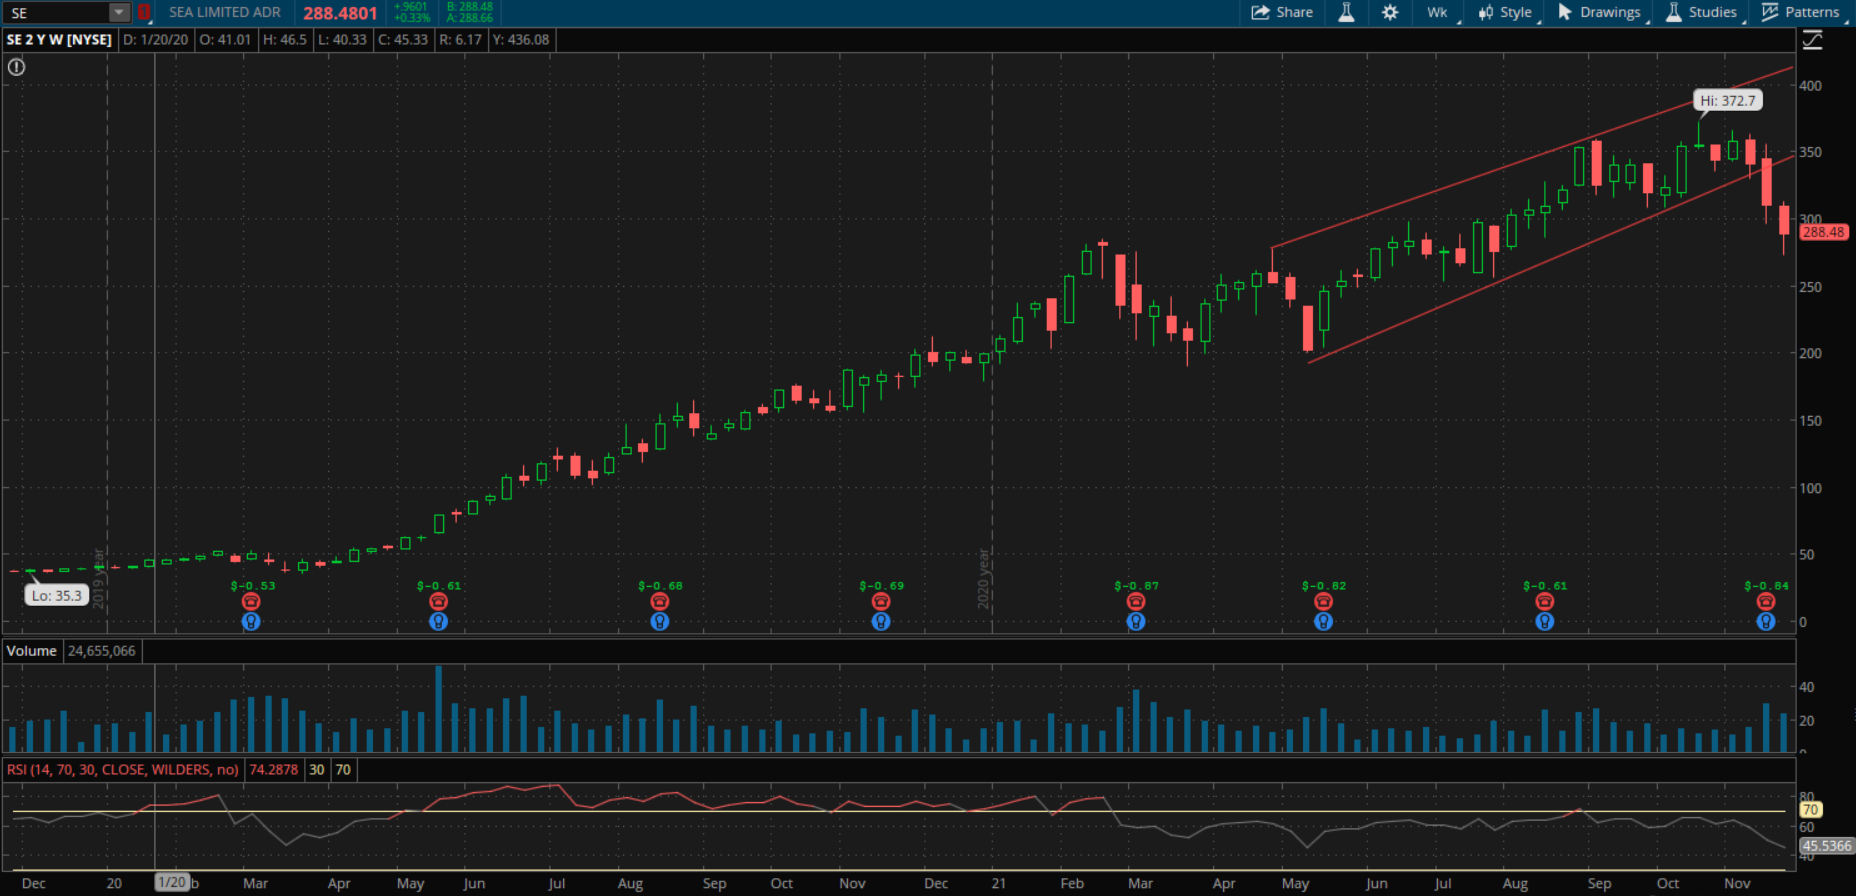 SE SEA LIMITED ADR 288.4801 +.9601 B: 288.48 Share Wk Style Drawings Studies Patterns
+0.33% A: 288.66
SE 2 Y W [NYSE] D: 1/20/20 O: 41.01 H: 46.5 L: 40.33 C: 45.33 R: 6.17 Y: 436.08
400
Hi: 372.7
350
300
288.48
250
200
150
100
50
2019 year
2020 year
$-0.53 $-0.61 $-0.68 $-0.69 $-0.87 $-0.82 $-0.61 $-0.84
Lo: 35.3
0
Volume 24,655,066
40
20
RSI (14, 70, 30, CLOSE, WILDERS, no) 74.2878 30 70
80
70
60
45.5366
40
Dec 20 1/20 b Mar Apr May Jun Jul Aug Sep Oct Nov Dec 21 Feb Mar Apr May Jun Jul Aug Sep Oct Nov